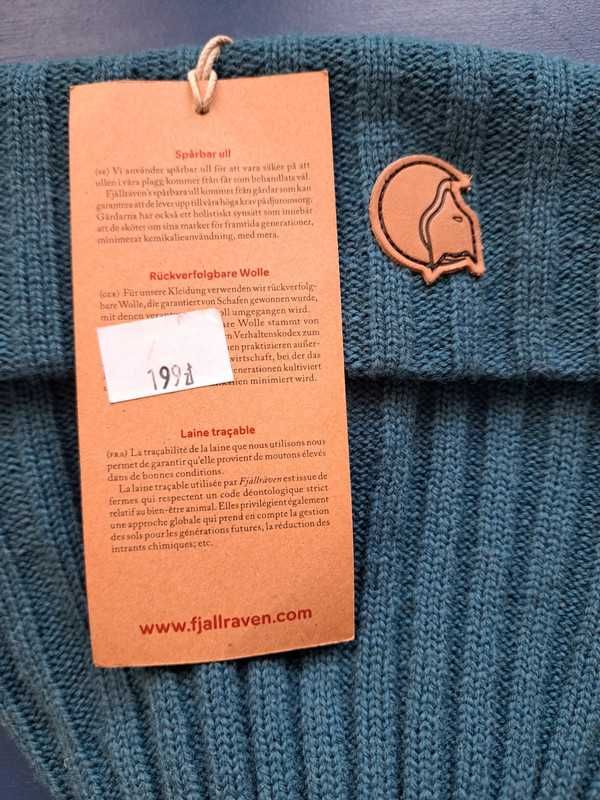 Spårbar ull
(SE) Vi använder spårbar ull för att vara säker på att
ullen i våra plagg kommer från får som behandlats väl.
Fjällräven's spårbara ull kommer från gårdar som kan
garantera att de lever upp till våra höga krav på djuromsorg.
Gårdarna har också ett holistiskt synsätt som innebär
att de sköter om sina marker för framtida generationer,
minimerar kemikalieanvändning, med mera.
Rückverfolgbare Wolle
(GER) Für unsere Kleidung verwenden wir rückverfolg-
bare Wolle, die garantiert von Schafen gewonnen wurde,
mit denen umgegangen wird.
Wolle stammt von
Verhaltenskodex zum
praktizieren außer-
bei der das
kultiviert
minimiert wird.
199zł
Laine traçable
(FRA) La traçabilité de la laine que nous utilisons nous
permet de garantir qu'elle provient de moutons élevés
dans de bonnes conditions.
La laine traçable utilisée par Fjällräven est issue de
fermes qui respectent un code déontologique strict
relatif au bien-être animal. Elles privilégient également
une approche globale qui prend en compte la gestion
des sols pour les générations futures, la réduction des
intrants chimiques; etc.
www.fjallraven.com